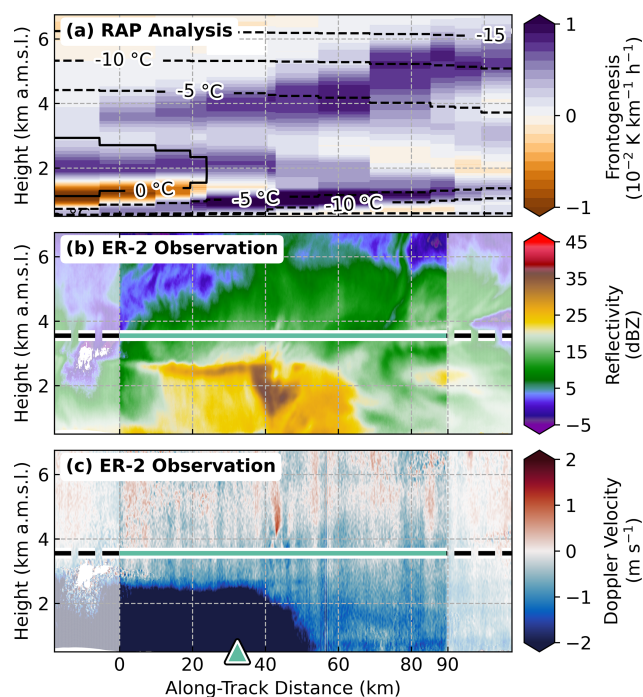 (a) RAP Analysis
-15
-10 °C
-5 °C
0 °C
-5 °C
-10 °C
6
4
2
Height (km a.m.s.l.)
1
0
−1
Frontogenesis
(10⁻² K km⁻¹ h⁻¹)
(b) ER-2 Observation
6
4
2
Height (km a.m.s.l.)
45
35
25
15
5
−5
Reflectivity
(dBZ)
(c) ER-2 Observation
6
4
2
Height (km a.m.s.l.)
2
1
0
−1
−2
Doppler Velocity
(m s⁻¹)
0 20 40 60 80 90
Along-Track Distance (km)